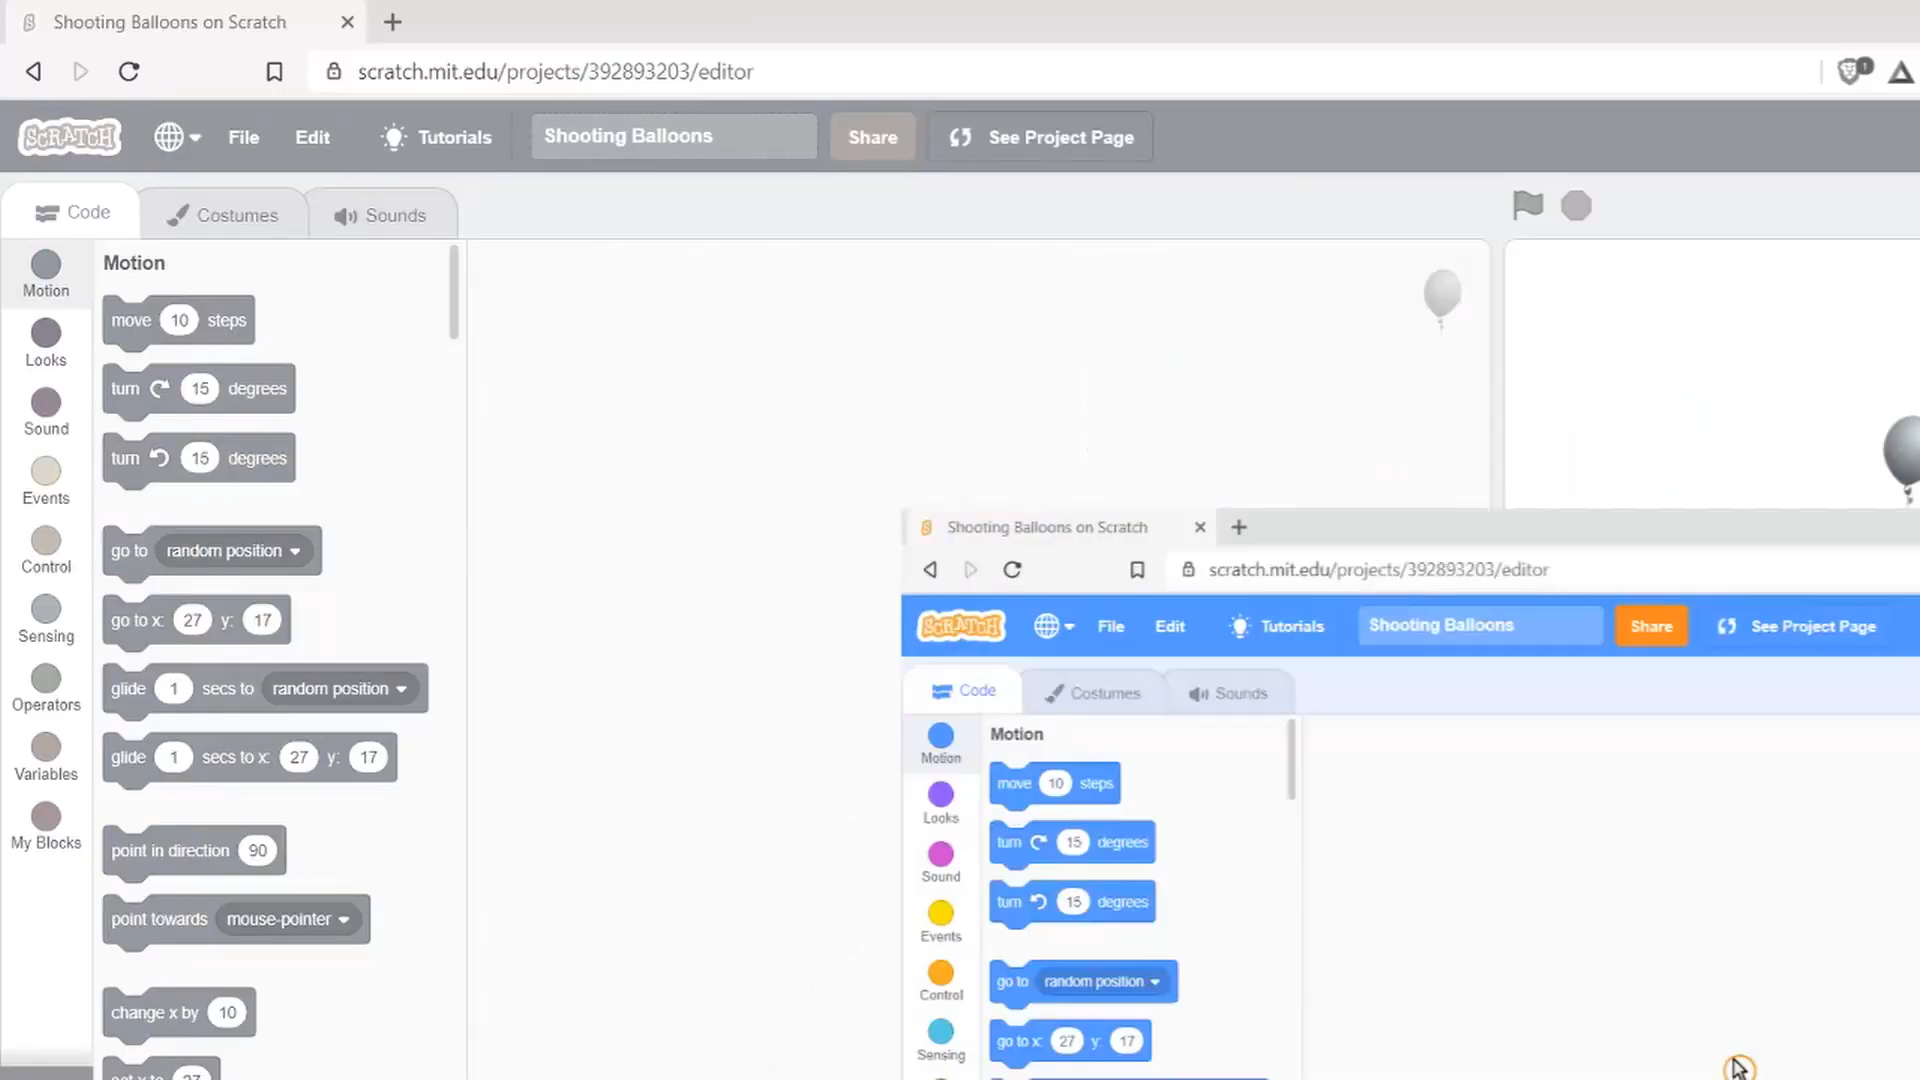 Shooting Balloons on Scratch
scratch.mit.edu/projects/392893203/editor
1
SCRATCH File Edit Tutorials Shooting Balloons Share See Project Page
Code Costumes Sounds
Motion
Looks
Sound
Events
Control
Sensing
Operators
Variables
My Blocks
Motion
move 10 steps
turn 15 degrees
turn 15 degrees
go to random position
go to x: 27 y: 17
glide 1 secs to random position
glide 1 secs to x: 27 y: 17
point in direction 90
point towards mouse-pointer
change x by 10
Shooting Balloons on Scratch
scratch.mit.edu/projects/392893203/editor
SCRATCH File Edit Tutorials Shooting Balloons Share See Project Page
Code Costumes Sounds
Motion
Looks
Sound
Events
Control
Sensing
Motion
move 10 steps
turn 15 degrees
turn 15 degrees
go to random position
go to x: 27 y: 17